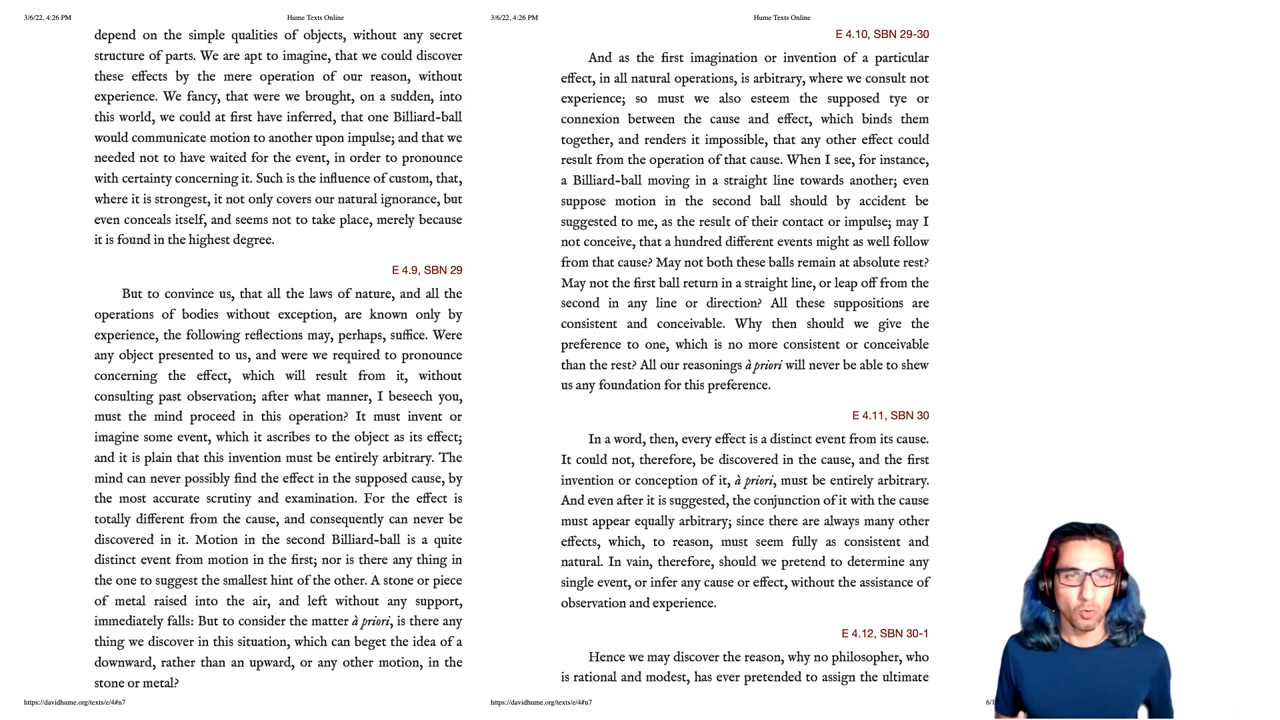 3/6/22, 4:26 PM
Hume Texts Online
depend on the simple qualities of objects, without any secret
structure of parts. We are apt to imagine, that we could discover
these effects by the mere operation of our reason, without
experience. We fancy, that were we brought, on a sudden, into
this world, we could at first have inferred, that one Billiard-ball
would communicate motion to another upon impulse; and that we
needed not to have waited for the event, in order to pronounce
with certainty concerning it. Such is the influence of custom, that,
where it is strongest, it not only covers our natural ignorance, but
even conceals itself, and seems not to take place, merely because
it is found in the highest degree.
E 4.9, SBN 29
But to convince us, that all the laws of nature, and all the
operations of bodies without exception, are known only by
experience, the following reflections may, perhaps, suffice. Were
any object presented to us, and were we required to pronounce
concerning the effect, which will result from it, without
consulting past observation; after what manner, I beseech you,
must the mind proceed in this operation? It must invent or
imagine some event, which it ascribes to the object as its effect;
and it is plain that this invention must be entirely arbitrary. The
mind can never possibly find the effect in the supposed cause, by
the most accurate scrutiny and examination. For the effect is
totally different from the cause, and consequently can never be
discovered in it. Motion in the second Billiard-ball is a quite
distinct event from motion in the first; nor is there any thing in
the one to suggest the smallest hint of the other. A stone or piece
of metal raised into the air, and left without any support,
immediately falls: But to consider the matter à priori, is there any
thing we discover in this situation, which can beget the idea of a
downward, rather than an upward, or any other motion, in the
stone or metal?
https://davidhume.org/texts/e/4#n7
3/6/22, 4:26 PM
Hume Texts Online
E 4.10, SBN 29-30
And as the first imagination or invention of a particular
effect, in all natural operations, is arbitrary, where we consult not
experience; so must we also esteem the supposed tye or
connexion between the cause and effect, which binds them
together, and renders it impossible, that any other effect could
result from the operation of that cause. When I see, for instance,
a Billiard-ball moving in a straight line towards another; even
suppose motion in the second ball should by accident be
suggested to me, as the result of their contact or impulse; may I
not conceive, that a hundred different events might as well follow
from that cause? May not both these balls remain at absolute rest?
May not the first ball return in a straight line, or leap off from the
second in any line or direction? All these suppositions are
consistent and conceivable. Why then should we give the
preference to one, which is no more consistent or conceivable
than the rest? All our reasonings à priori will never be able to shew
us any foundation for this preference.
E 4.11, SBN 30
In a word, then, every effect is a distinct event from its cause.
It could not, therefore, be discovered in the cause, and the first
invention or conception of it, à priori, must be entirely arbitrary.
And even after it is suggested, the conjunction of it with the cause
must appear equally arbitrary; since there are always many other
effects, which, to reason, must seem fully as consistent and
natural. In vain, therefore, should we pretend to determine any
single event, or infer any cause or effect, without the assistance of
observation and experience.
E 4.12, SBN 30-1
Hence we may discover the reason, why no philosopher, who
is rational and modest, has ever pretended to assign the ultimate
https://davidhume.org/texts/e/4#n7